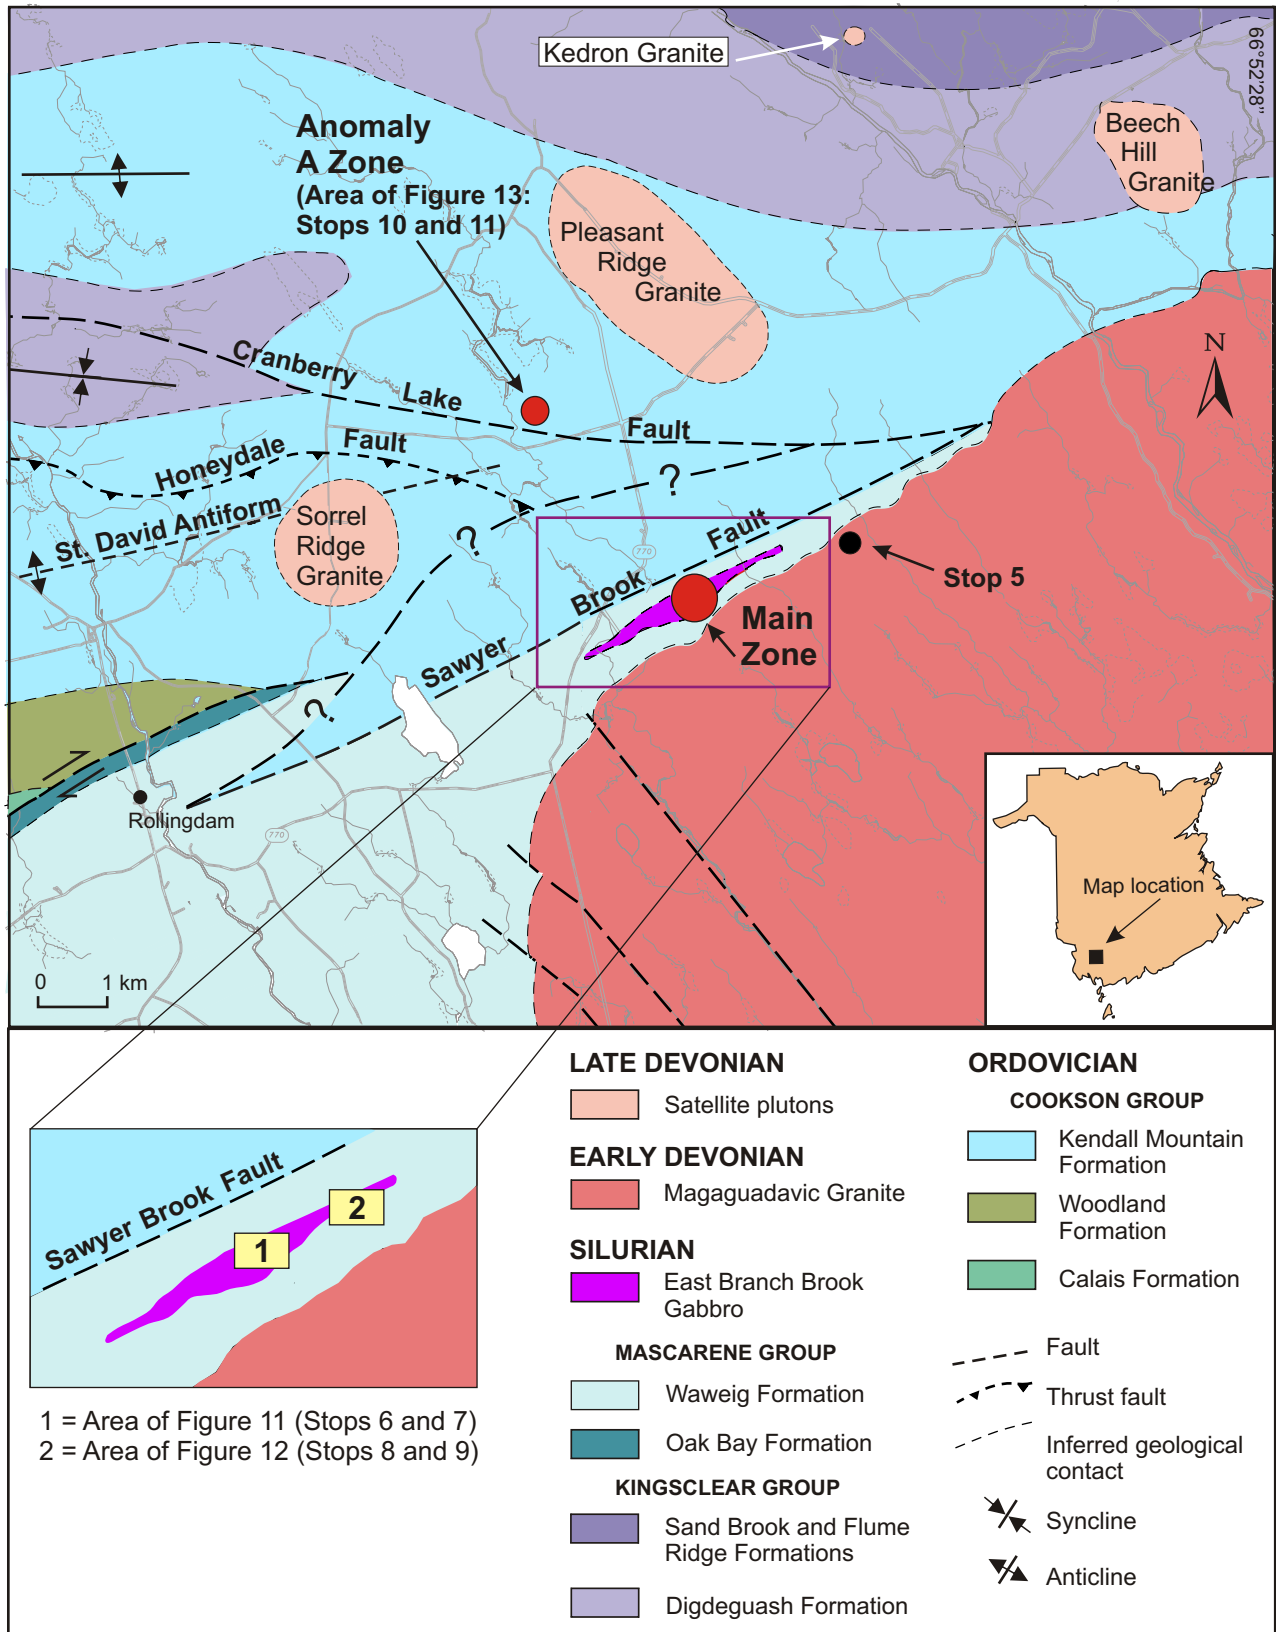 Kedron Granite
66°52'28"
Anomaly
A Zone
(Area of Figure 13:
Stops 10 and 11)
Beech
Hill
Granite
Pleasant
Ridge
Granite
N
Cranberry
Lake
Fault
Honeydale
Fault
?
St. David Antiform
Sorrel
Ridge
Granite
?
770
Fault
Brook
Sawyer
Stop 5
Main
Zone
?
Rollingdam
770
Map location
0 1 km
Sawyer Brook Fault
2
1
1 = Area of Figure 11 (Stops 6 and 7)
2 = Area of Figure 12 (Stops 8 and 9)
LATE DEVONIAN
Satellite plutons
EARLY DEVONIAN
Magaguadavic Granite
SILURIAN
East Branch Brook
Gabbro
MASCARENE GROUP
Waweig Formation
Oak Bay Formation
KINGSCLEAR GROUP
Sand Brook and Flume
Ridge Formations
Digdeguash Formation
ORDOVICIAN
COOKSON GROUP
Kendall Mountain
Formation
Woodland
Formation
Calais Formation
Fault
Thrust fault
Inferred geological
contact
Syncline
Anticline